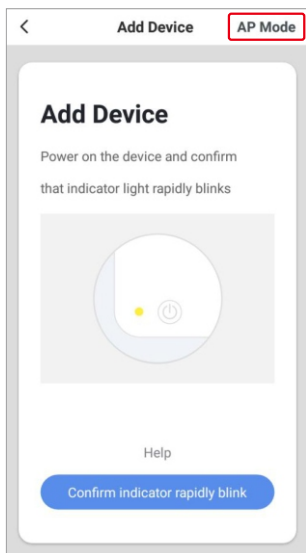 Add Device
AP Mode
Add Device
Power on the device and confirm
that indicator light rapidly blinks
Help
Confirm indicator rapidly blink